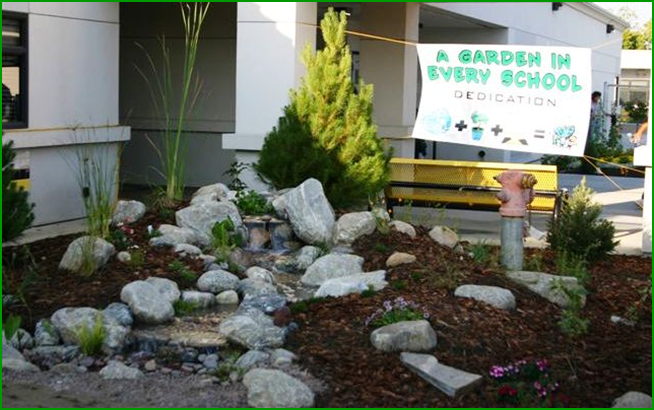 A GARDEN IN
EVERY SCHOOL
DEDICATION
+ + =